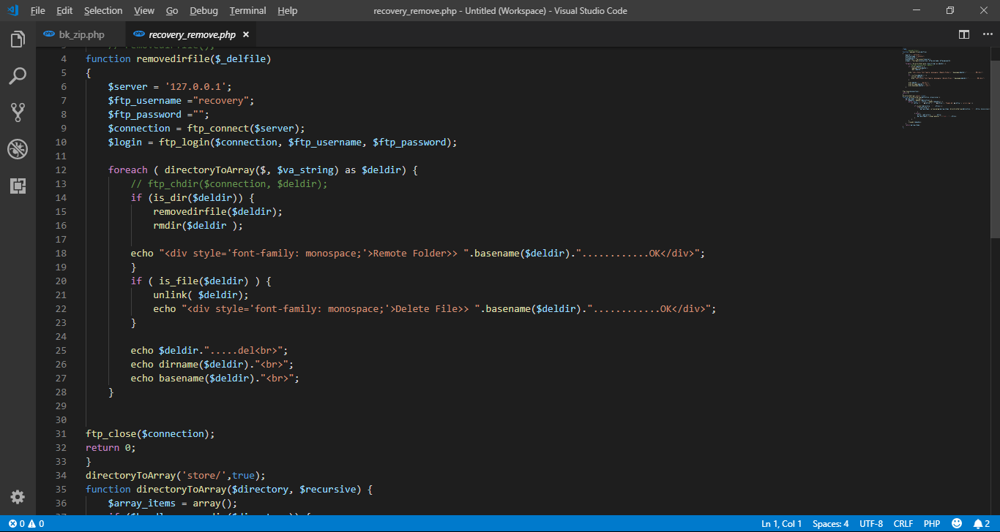 File Edit Selection View Go Debug Terminal Help recovery_remove.php - Untitled (Workspace) - Visual Studio Code
bk_zip.php recovery_remove.php ×
3 // removedirfile();
4 function removedirfile($_delfile)
5 {
6 $server = '127.0.0.1';
7 $ftp_username ="recovery";
8 $ftp_password ="";
9 $connection = ftp_connect($server);
10 $login = ftp_login($connection, $ftp_username, $ftp_password);
11
12 foreach ( directoryToArray($, $va_string) as $deldir) {
13 // ftp_chdir($connection, $deldir);
14 if (is_dir($deldir)) {
15 removedirfile($deldir);
16 rmdir($deldir );
17
18 echo "<div style='font-family: monospace;'>Remote Folder>> ".basename($deldir)."............OK</div>";
19 }
20 if ( is_file($deldir) ) {
21 unlink( $deldir);
22 echo "<div style='font-family: monospace;'>Delete File>> ".basename($deldir)."............OK</div>";
23 }
24
25 echo $deldir.".....del<br>";
26 echo dirname($deldir)."<br>";
27 echo basename($deldir)."<br>";
28 }
29
30
31 ftp_close($connection);
32 return 0;
33 }
34 directoryToArray('store/',true);
35 function directoryToArray($directory, $recursive) {
36 $array_items = array();
0 0 Ln 1, Col 1 Spaces: 4 UTF-8 CRLF PHP 2